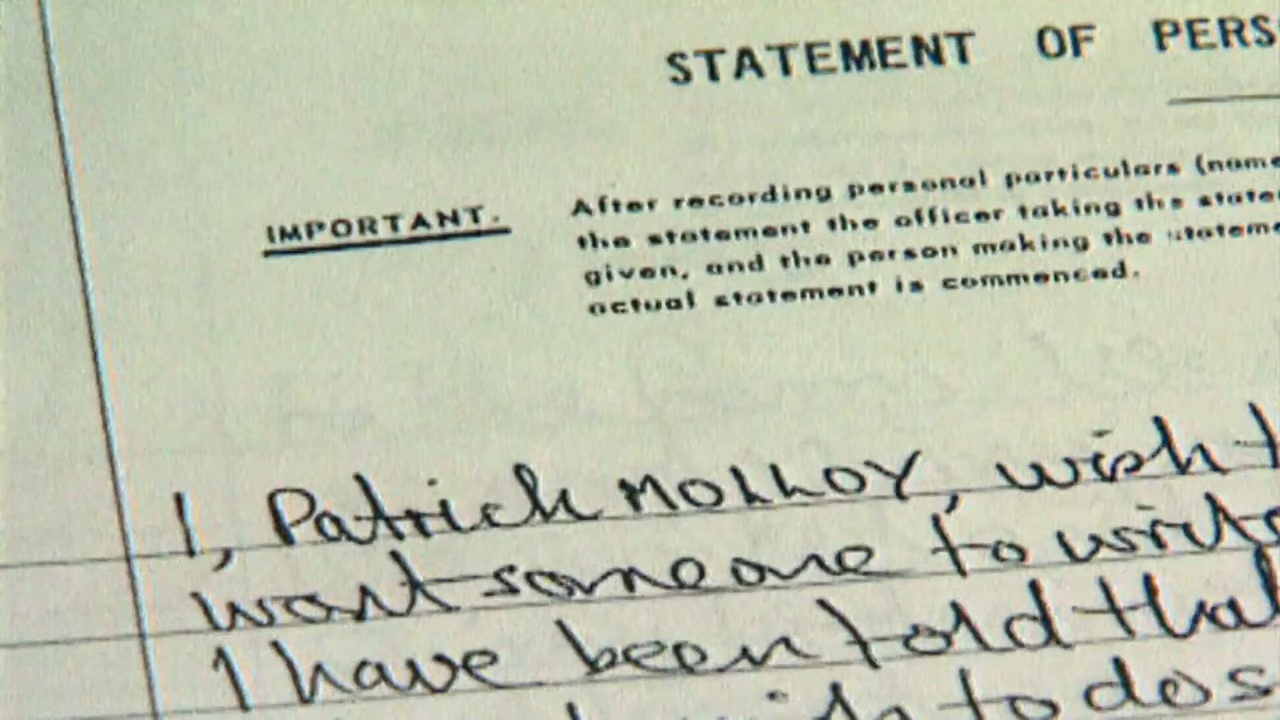 STATEMENT OF PERS
IMPORTANT.
After recording personal particulars (name
the statement the officer taking the state
given, and the person making the stateme
actual statement is commenced.
I, Patrick MOLLOY, wish t
want someone to write
I have been told that
to des